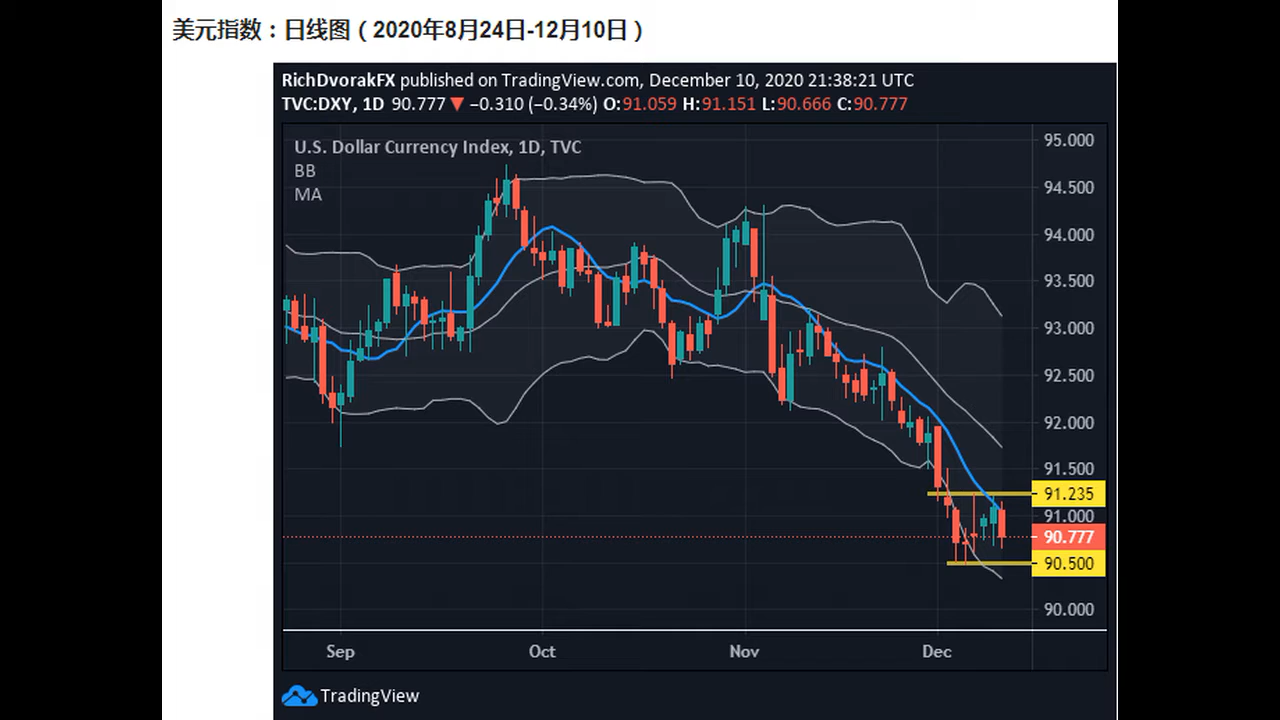 美元指数：日线图（2020年8月24日-12月10日）
RichDvorakFX published on TradingView.com, December 10, 2020 21:38:21 UTC
TVC:DXY, 1D 90.777 ▼ −0.310 (−0.34%) O:91.059 H:91.151 L:90.666 C:90.777
U.S. Dollar Currency Index, 1D, TVC
BB
MA
95.000
94.500
94.000
93.500
93.000
92.500
92.000
91.500
91.235
91.000
90.777
90.500
90.000
Sep Oct Nov Dec
TradingView